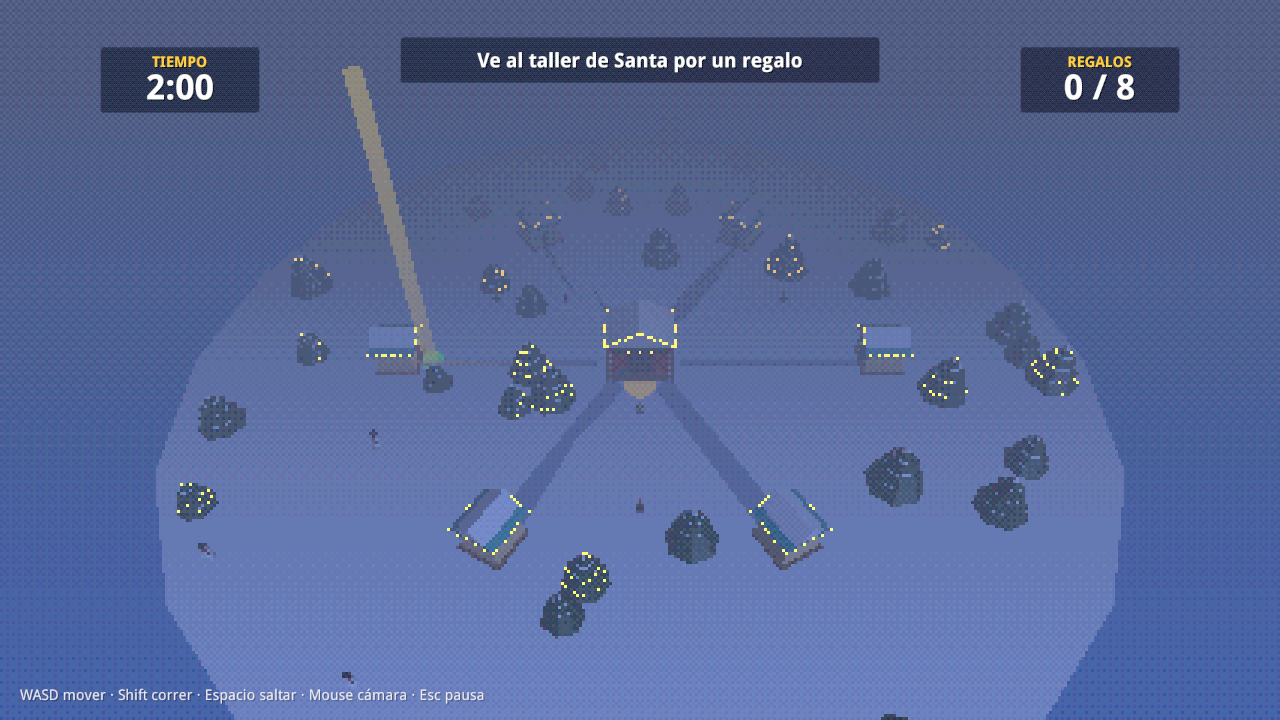 TIEMPO
2:00
Ve al taller de Santa por un regalo
REGALOS
0 / 8
WASD mover · Shift correr · Espacio saltar · Mouse cámara · Esc pausa